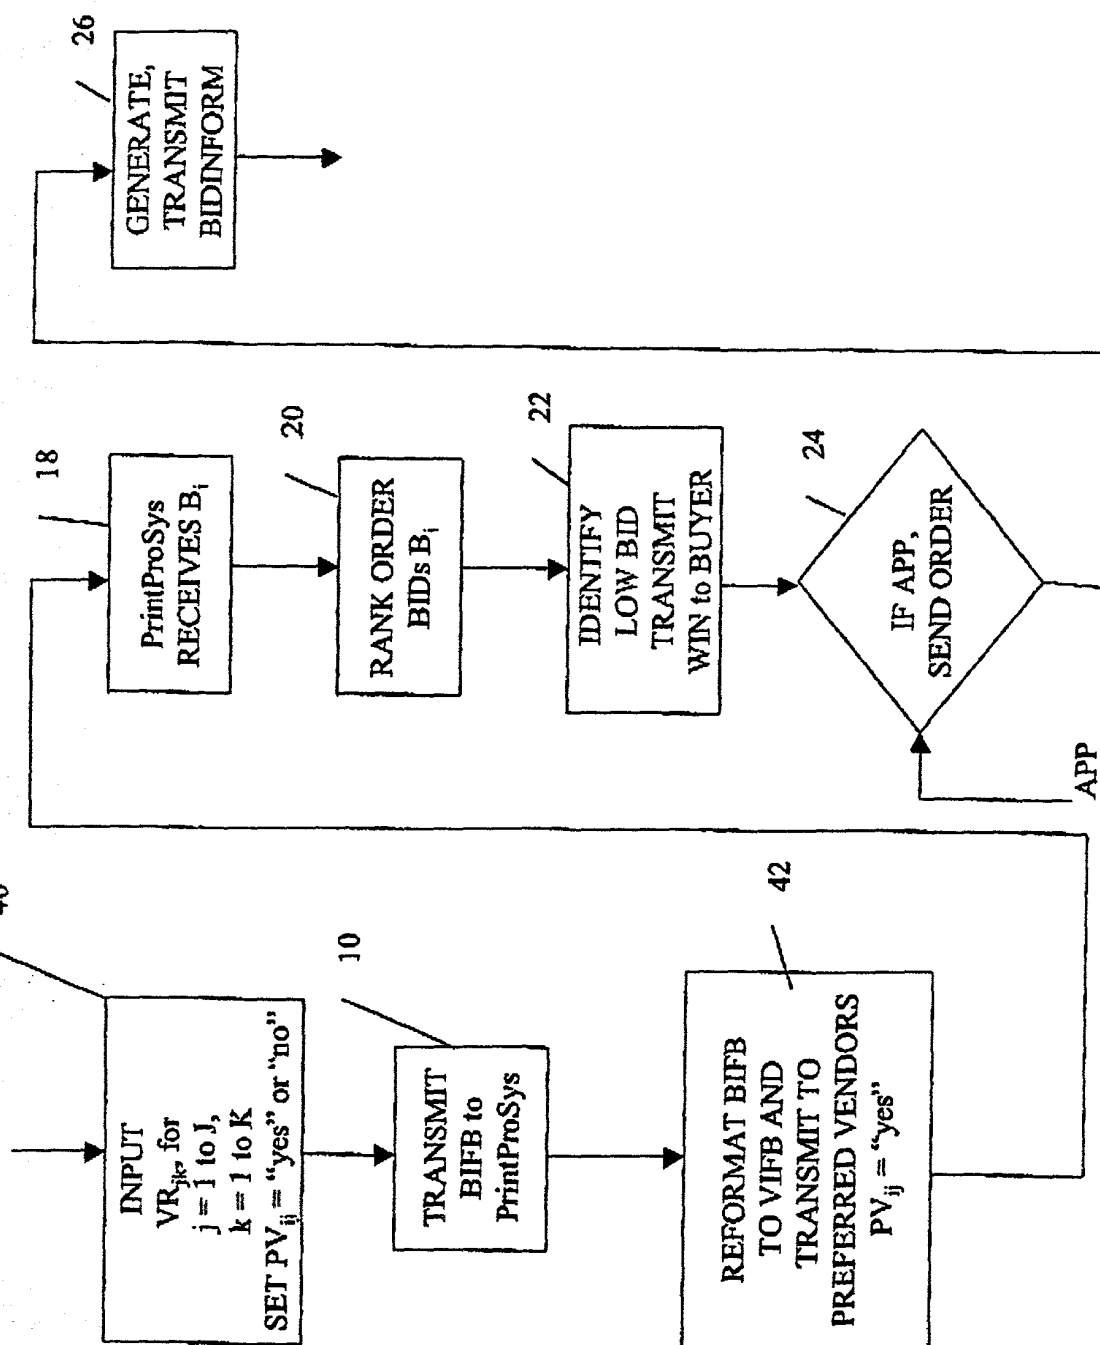 40
INPUT
VR_jk, for
j = 1 to J,
k = 1 to K
SET PV_ij = “yes” or “no”
10
TRANSMIT
BIFB to
PrintProSys
42
REFORMAT BIFB
TO VIFB AND
TRANSMIT TO
PREFERRED VENDORS
PV_ij = “yes”
18
PrintProSys
RECEIVES B_i
20
RANK ORDER
BIDs B_i
22
IDENTIFY
LOW BID
TRANSMIT
WIN to BUYER
24
IF APP,
SEND ORDER
APP
26
GENERATE,
TRANSMIT
BIDINFORM